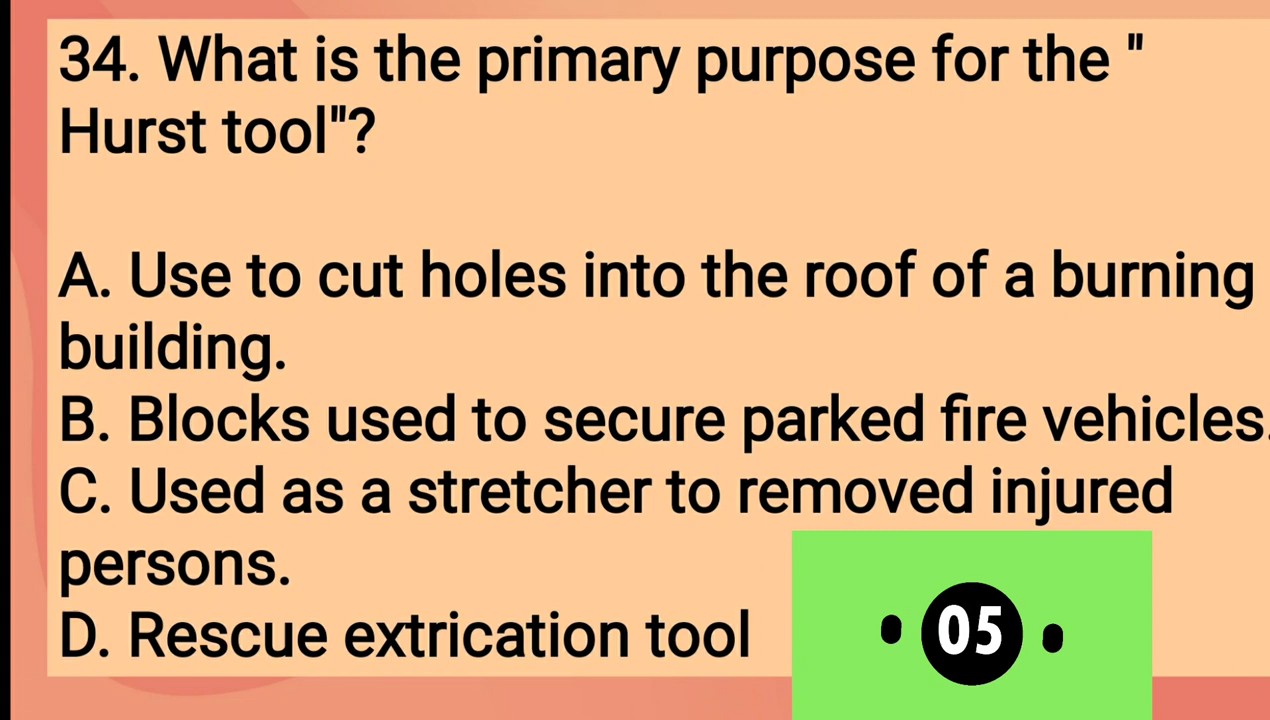 34. What is the primary purpose for the "
Hurst tool"?
A. Use to cut holes into the roof of a burning
building.
B. Blocks used to secure parked fire vehicles.
C. Used as a stretcher to removed injured
persons.
D. Rescue extrication tool
05